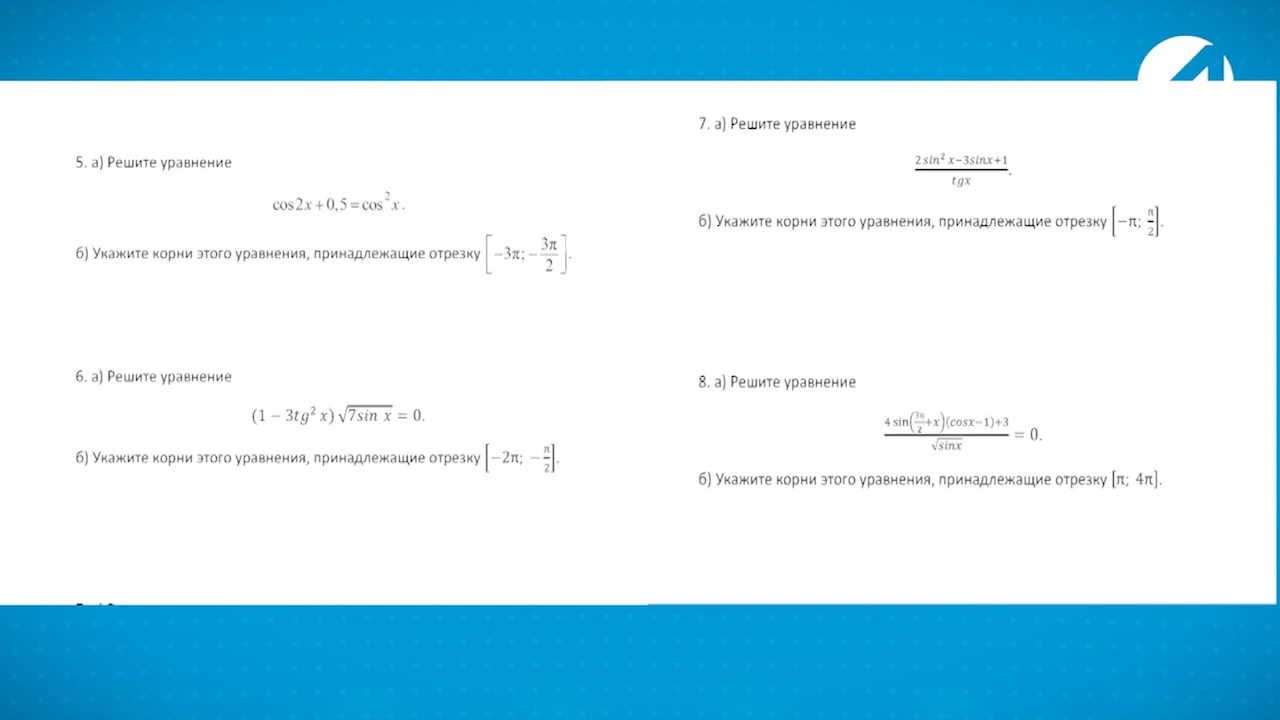 5. а) Решите уравнение
cos2x+0,5=cos²x.
б) Укажите корни этого уравнения, принадлежащие отрезку [−3π; −3π/2].
6. а) Решите уравнение
(1 − 3tg² x) √(7sin x) = 0.
б) Укажите корни этого уравнения, принадлежащие отрезку [−2π; −π/2].
7. а) Решите уравнение
(2 sin² x−3sinx+1)/(tgx).
б) Укажите корни этого уравнения, принадлежащие отрезку [−π; π/2].
8. а) Решите уравнение
(4 sin(3π/2+x)(cosx−1)+3)/(√sinx) = 0.
б) Укажите корни этого уравнения, принадлежащие отрезку [π; 4π].